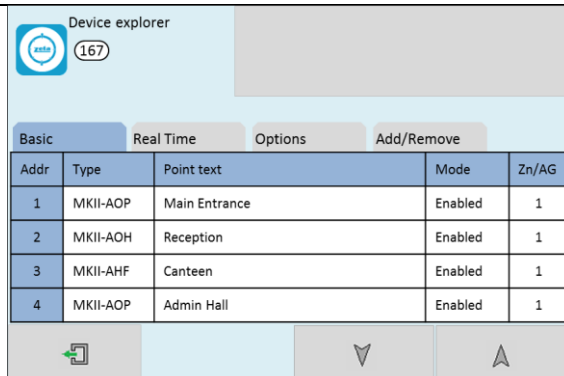 Device explorer
zeta
167
Basic Real Time Options Add/Remove
Addr Type Point text Mode Zn/AG
1 MKII-AOP Main Entrance Enabled 1
2 MKII-AOH Reception Enabled 1
3 MKII-AHF Canteen Enabled 1
4 MKII-AOP Admin Hall Enabled 1